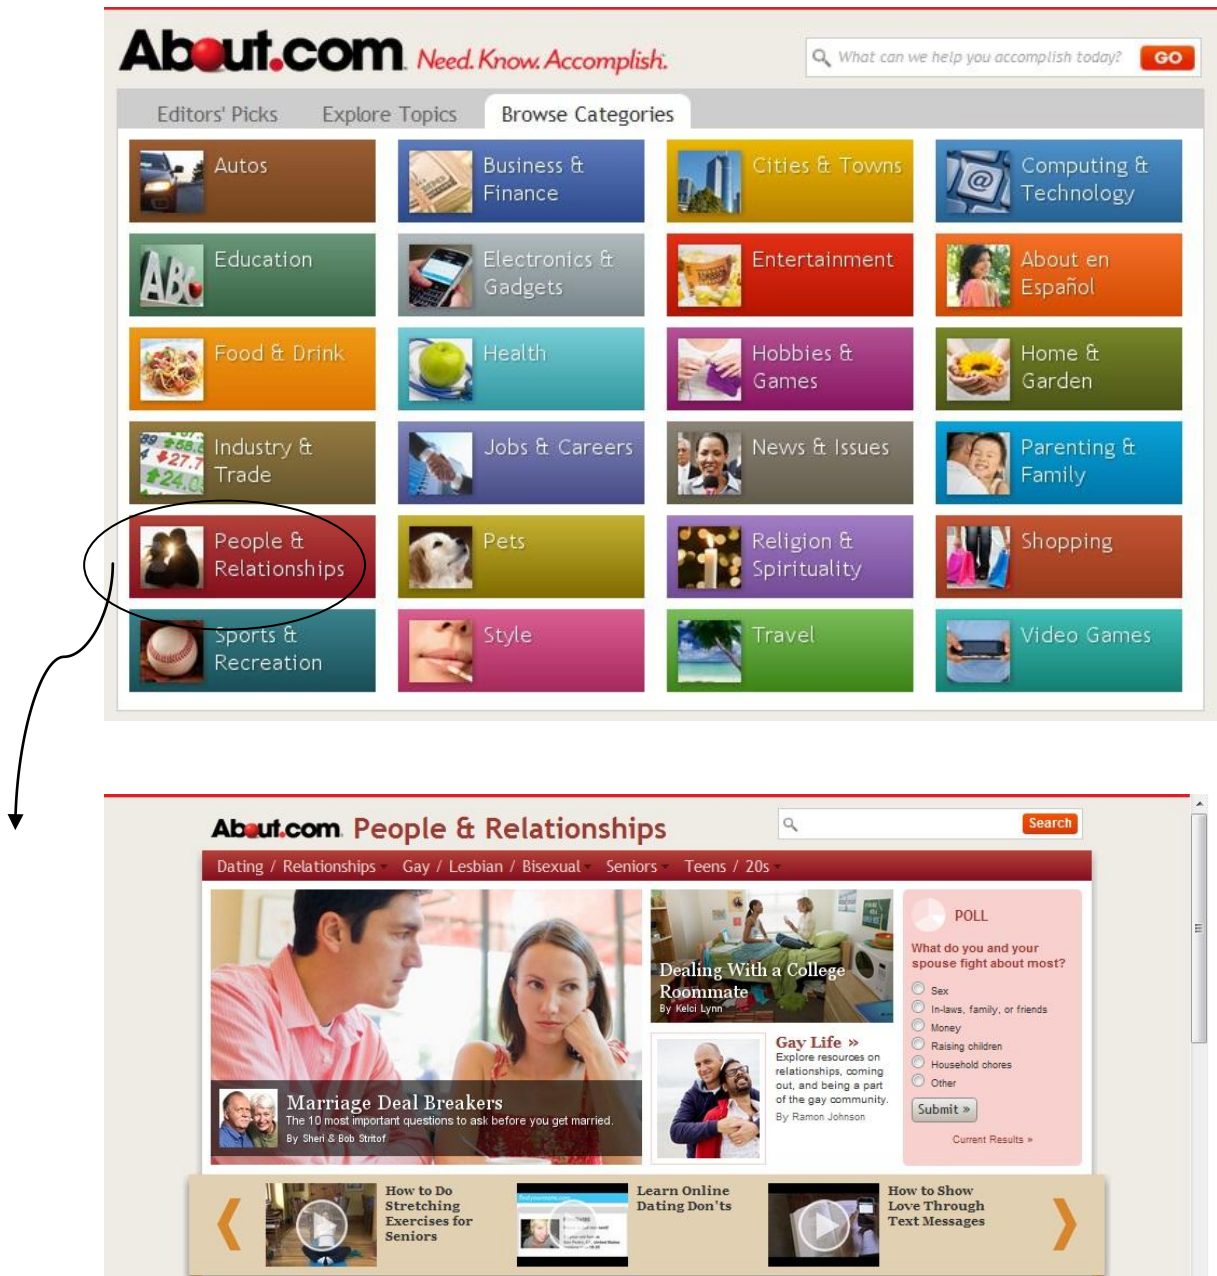 About.com Need. Know. Accomplish.
What can we help you accomplish today? GO
Editors' Picks Explore Topics Browse Categories
Autos
Business &
Finance
Cities & Towns
Computing &
Technology
Education
Electronics &
Gadgets
Entertainment
About en
Español
Food & Drink
Health
Hobbies &
Games
Home &
Garden
Industry &
Trade
Jobs & Careers
News & Issues
Parenting &
Family
People &
Relationships
Pets
Religion &
Spirituality
Shopping
Sports &
Recreation
Style
Travel
Video Games
About.com People & Relationships
Search
Dating / Relationships Gay / Lesbian / Bisexual Seniors Teens / 20s
Marriage Deal Breakers
The 10 most important questions to ask before you get married.
By Sheri & Bob Stritof
Dealing With a College
Roommate
By Kelci Lynn
Gay Life »
Explore resources on
relationships, coming
out, and being a part
of the gay community.
By Ramon Johnson
POLL
What do you and your
spouse fight about most?
Sex
In-laws, family, or friends
Money
Raising children
Household chores
Other
Submit »
Current Results »
How to Do
Stretching
Exercises for
Seniors
Learn Online
Dating Don'ts
How to Show
Love Through
Text Messages